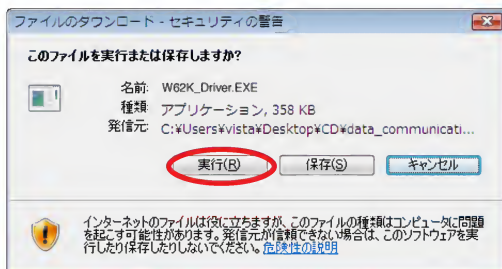 ファイルのダウンロード - セキュリティの警告
このファイルを実行または保存しますか?
名前: W62K_Driver.EXE
種類: アプリケーション, 358 KB
発信元: C:¥Users¥vista¥Desktop¥CD¥data_communicati...
実行(R) 保存(S) キャンセル
インターネットのファイルは役に立ちますが、このファイルの種類はコンピュータに問題
を起こす可能性があります。発信元が信頼できない場合は、このソフトウェアを実
行したり保存したりしないでください。危険性の説明